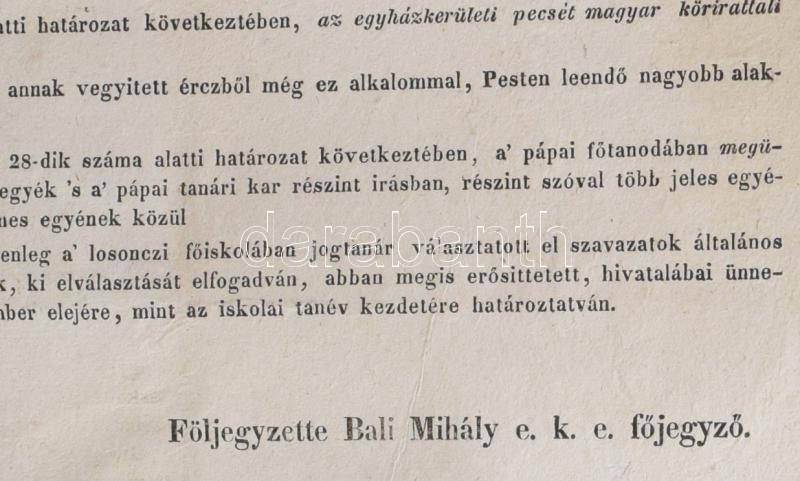 atti határozat következtében, az egyházkerületi pecsét magyar körirattali
annak vegyitett érczből még ez alkalommal, Pesten leendő nagyobb alak-
28-dik száma alatti határozat következtében, a' pápai főtanodában megü-
egyék 's a' pápai tanári kar részint irásban, részint szóval több jeles egyé-
nes egyének közül
enleg a' losonczi főiskolában jogtanár választatott el szavazatok általános
k, ki elválasztását elfogadván, abban megis erősittetett, hivatalábai ünne-
mber elejére, mint az iskolai tanév kezdetére határoztatván.
Följegyzette Bali Mihály e. k. e. főjegyző.
darabanth